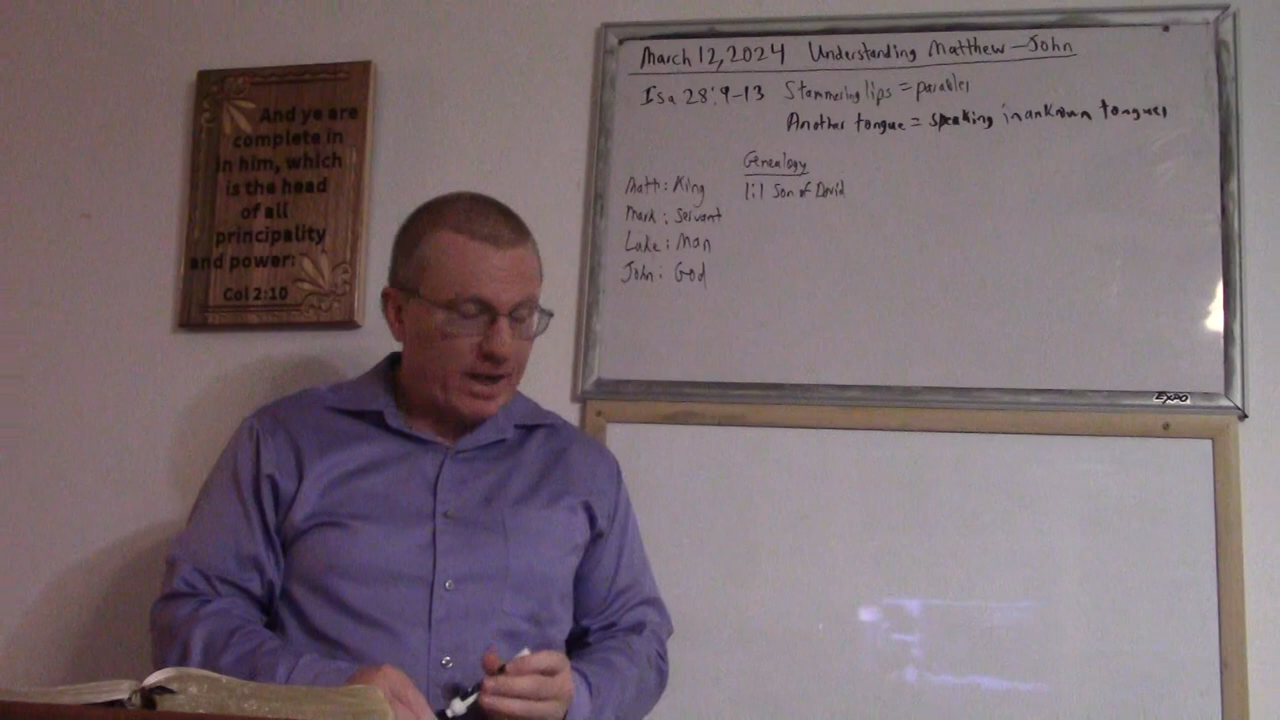 And ye are
complete in
in him, which
is the head
of all
principality
and power:
Col 2:10
March 12, 2024 Understanding Matthew-John
Isa 28:9-13 Stammering lips = parables
Another tongue = speaking in unknown tongues
Genealogy
Matt: King 1:1 Son of David
Mark: Servant
Luke: Man
John: God
EXPO